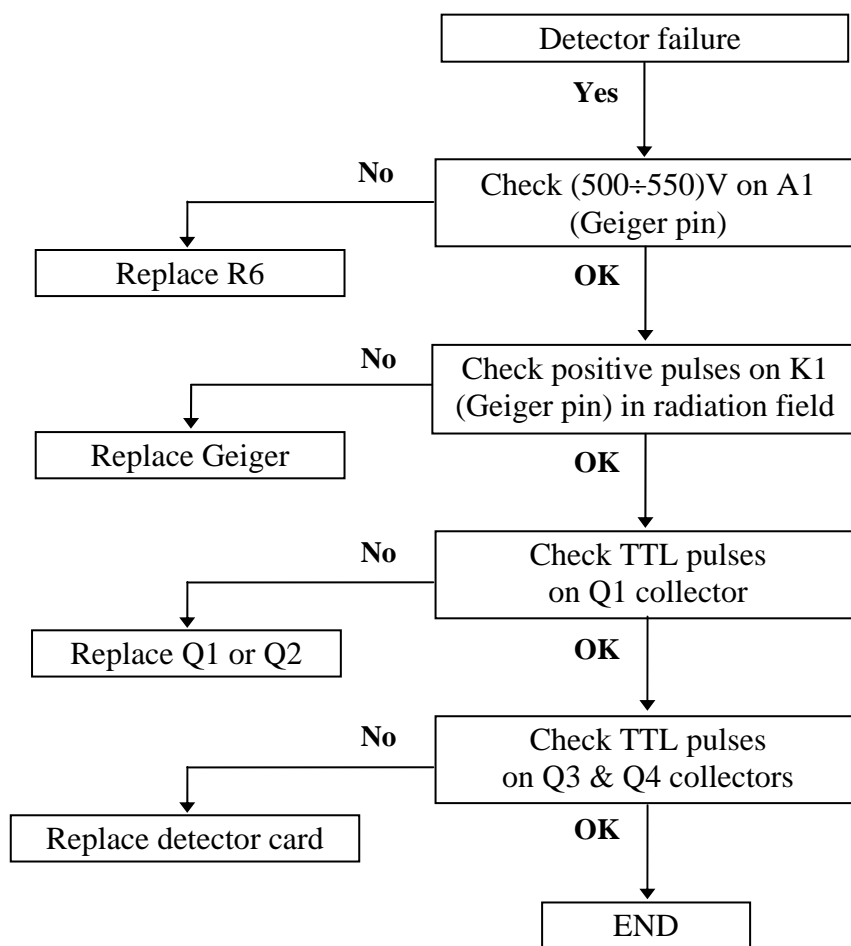 Detector failure
Yes
No
Check (500÷550)V on A1
(Geiger pin)
Replace R6
OK
No
Check positive pulses on K1
(Geiger pin) in radiation field
Replace Geiger
OK
No
Check TTL pulses
on Q1 collector
Replace Q1 or Q2
OK
No
Check TTL pulses
on Q3 & Q4 collectors
Replace detector card
OK
END